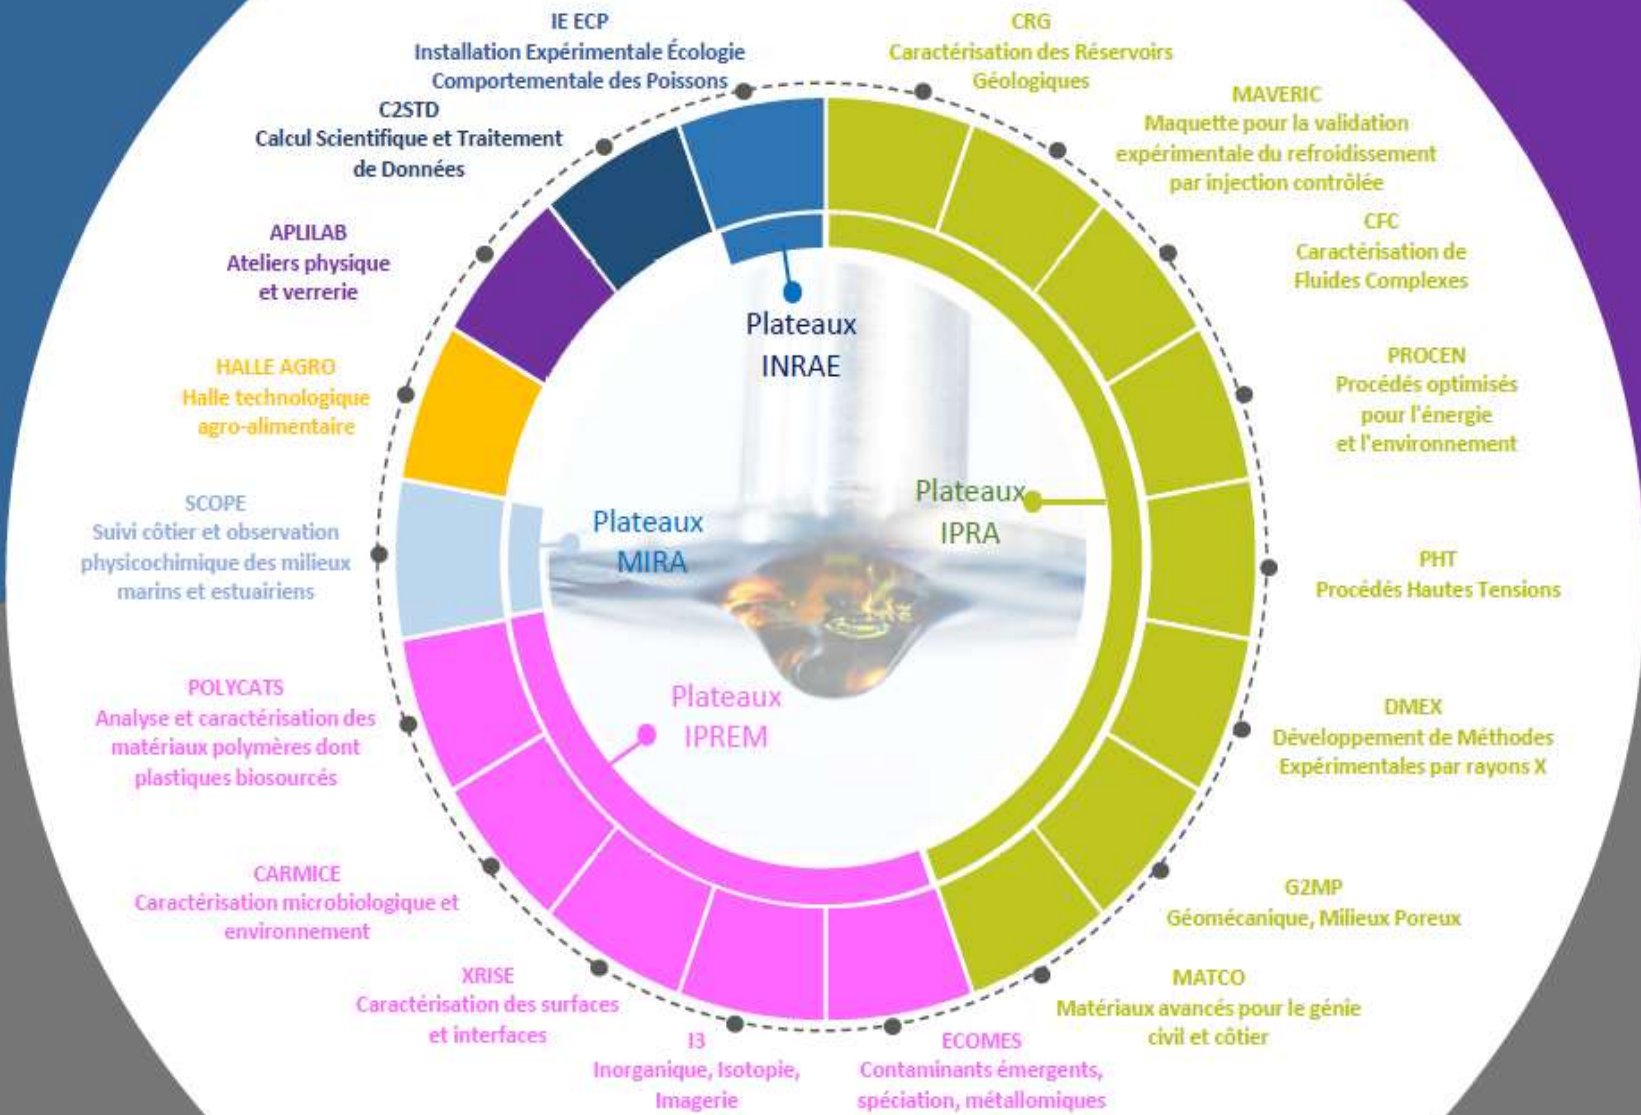 IE ECP
Installation Expérimentale Écologie
Comportementale des Poissons
CRG
Caractérisation des Réservoirs
Géologiques
MAVERIC
Maquette pour la validation
expérimentale du refroidissement
par injection contrôlée
CFC
Caractérisation de
Fluides Complexes
PROCEN
Procédés optimisés
pour l'énergie
et l'environnement
PHT
Procédés Hautes Tensions
DMEX
Développement de Méthodes
Expérimentales par rayons X
G2MP
Géomécanique, Milieux Poreux
MATCO
Matériaux avancés pour le génie
civil et côtier
ECOMES
Contaminants émergents,
spéciation, métallomiques
I3
Inorganique, Isotopie,
Imagerie
XRISE
Caractérisation des surfaces
et interfaces
CARMICE
Caractérisation microbiologique et
environnement
POLYCATS
Analyse et caractérisation des
matériaux polymères dont
plastiques biosourcés
SCOPE
Suivi côtier et observation
physicochimique des milieux
marins et estuairiens
HALLE AGRO
Halle technologique
agro-alimentaire
APLILAB
Ateliers physique
et verrerie
C2STD
Calcul Scientifique et Traitement
de Données
Plateaux
INRAE
Plateaux
IPRA
Plateaux
MIRA
Plateaux
IPREM